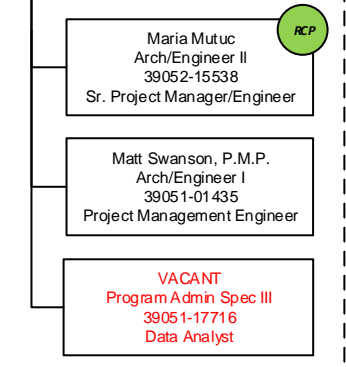 RCP
Maria Mutuc
Arch/Engineer II
39052-15538
Sr. Project Manager/Engineer
Matt Swanson, P.M.P.
Arch/Engineer I
39051-01435
Project Management Engineer
VACANT
Program Admin Spec III
39051-17716
Data Analyst